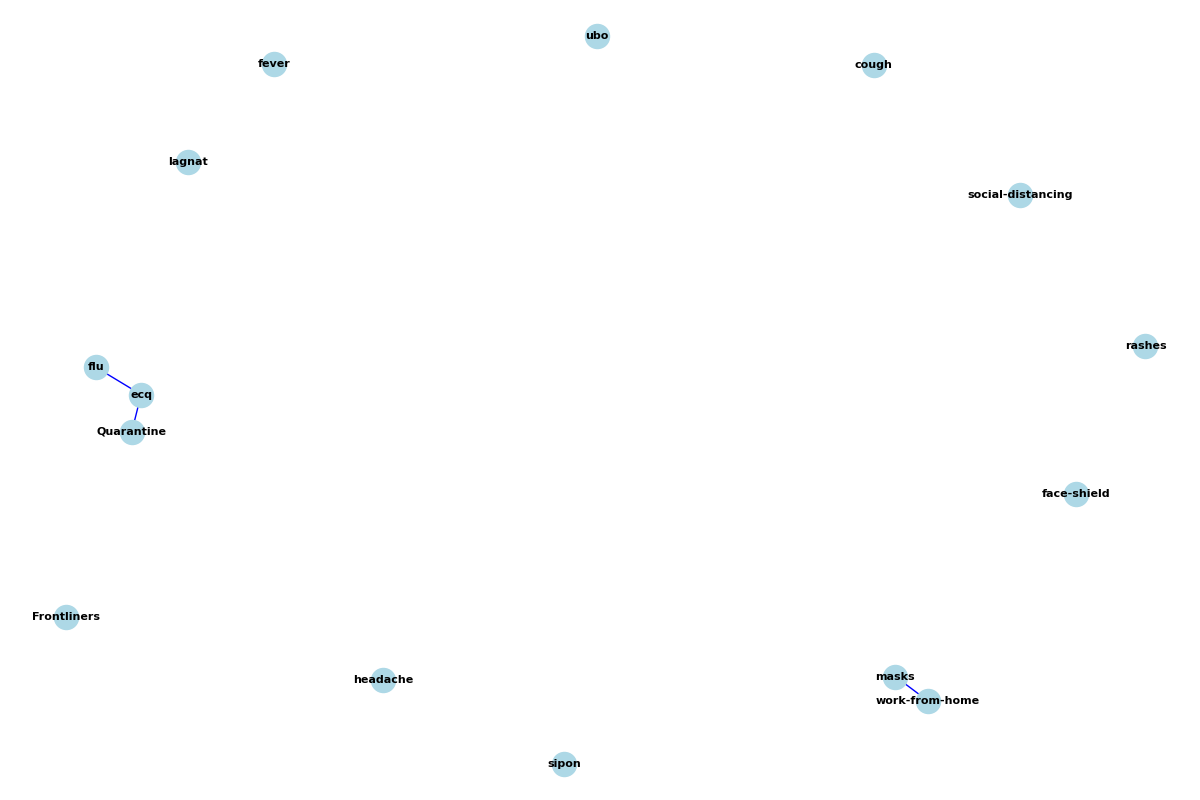 ubo
fever
cough
lagnat
social-distancing
rashes
flu
ecq
Quarantine
face-shield
Frontliners
headache
masks
work-from-home
sipon